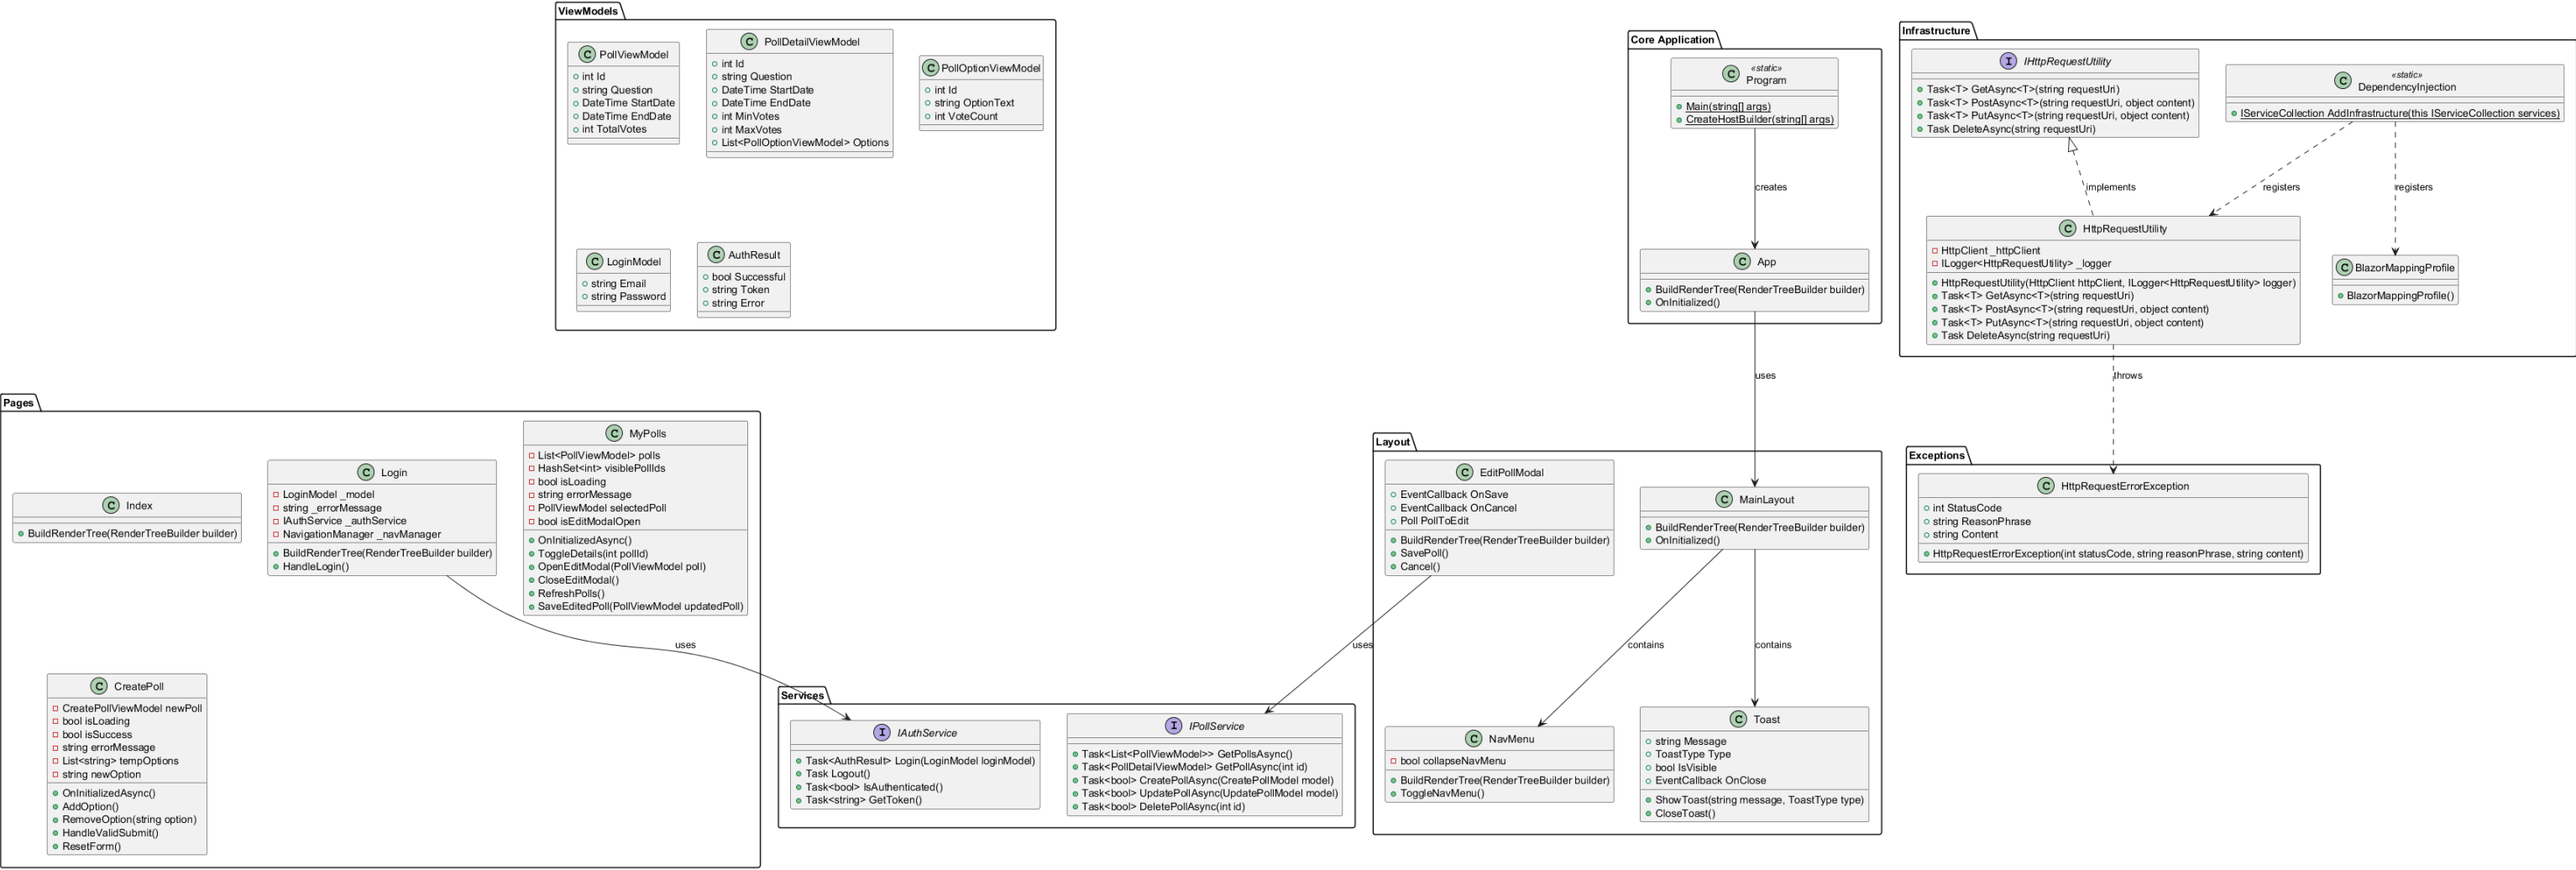 ViewModels
C PollViewModel
int Id
string Question
DateTime StartDate
DateTime EndDate
int TotalVotes
C PollDetailViewModel
int Id
string Question
DateTime StartDate
DateTime EndDate
int MinVotes
int MaxVotes
List<PollOptionViewModel> Options
C PollOptionViewModel
int Id
string OptionText
int VoteCount
C LoginModel
string Email
string Password
C AuthResult
bool Successful
string Token
string Error
Core Application
C «static»
Program
Main(string[] args)
CreateHostBuilder(string[] args)
creates
C App
BuildRenderTree(RenderTreeBuilder builder)
OnInitialized()
uses
Infrastructure
I IHttpRequestUtility
Task<T> GetAsync<T>(string requestUri)
Task<T> PostAsync<T>(string requestUri, object content)
Task<T> PutAsync<T>(string requestUri, object content)
Task DeleteAsync(string requestUri)
C «static»
DependencyInjection
IServiceCollection AddInfrastructure(this IServiceCollection services)
implements
registers
registers
C HttpRequestUtility
HttpClient _httpClient
ILogger<HttpRequestUtility> _logger
HttpRequestUtility(HttpClient httpClient, ILogger<HttpRequestUtility> logger)
Task<T> GetAsync<T>(string requestUri)
Task<T> PostAsync<T>(string requestUri, object content)
Task<T> PutAsync<T>(string requestUri, object content)
Task DeleteAsync(string requestUri)
C BlazorMappingProfile
BlazorMappingProfile()
throws
Pages
C Index
BuildRenderTree(RenderTreeBuilder builder)
C Login
LoginModel _model
string _errorMessage
IAuthService _authService
NavigationManager _navManager
BuildRenderTree(RenderTreeBuilder builder)
HandleLogin()
C MyPolls
List<PollViewModel> polls
HashSet<int> visiblePollIds
bool isLoading
string errorMessage
PollViewModel selectedPoll
bool isEditModalOpen
OnInitializedAsync()
ToggleDetails(int pollId)
OpenEditModal(PollViewModel poll)
CloseEditModal()
RefreshPolls()
SaveEditedPoll(PollViewModel updatedPoll)
C CreatePoll
CreatePollViewModel newPoll
bool isLoading
bool isSuccess
string errorMessage
List<string> tempOptions
string newOption
OnInitializedAsync()
AddOption()
RemoveOption(string option)
HandleValidSubmit()
ResetForm()
uses
Services
I IAuthService
Task<AuthResult> Login(LoginModel loginModel)
Task Logout()
Task<bool> IsAuthenticated()
Task<string> GetToken()
I IPollService
Task<List<PollViewModel>> GetPollsAsync()
Task<PollDetailViewModel> GetPollAsync(int id)
Task<bool> CreatePollAsync(CreatePollModel model)
Task<bool> UpdatePollAsync(UpdatePollModel model)
Task<bool> DeletePollAsync(int id)
Layout
C EditPollModal
EventCallback OnSave
EventCallback OnCancel
Poll PollToEdit
BuildRenderTree(RenderTreeBuilder builder)
SavePoll()
Cancel()
C MainLayout
BuildRenderTree(RenderTreeBuilder builder)
OnInitialized()
uses
contains
contains
C NavMenu
bool collapseNavMenu
BuildRenderTree(RenderTreeBuilder builder)
ToggleNavMenu()
C Toast
string Message
ToastType Type
bool IsVisible
EventCallback OnClose
ShowToast(string message, ToastType type)
CloseToast()
Exceptions
C HttpRequestErrorException
int StatusCode
string ReasonPhrase
string Content
HttpRequestErrorException(int statusCode, string reasonPhrase, string content)